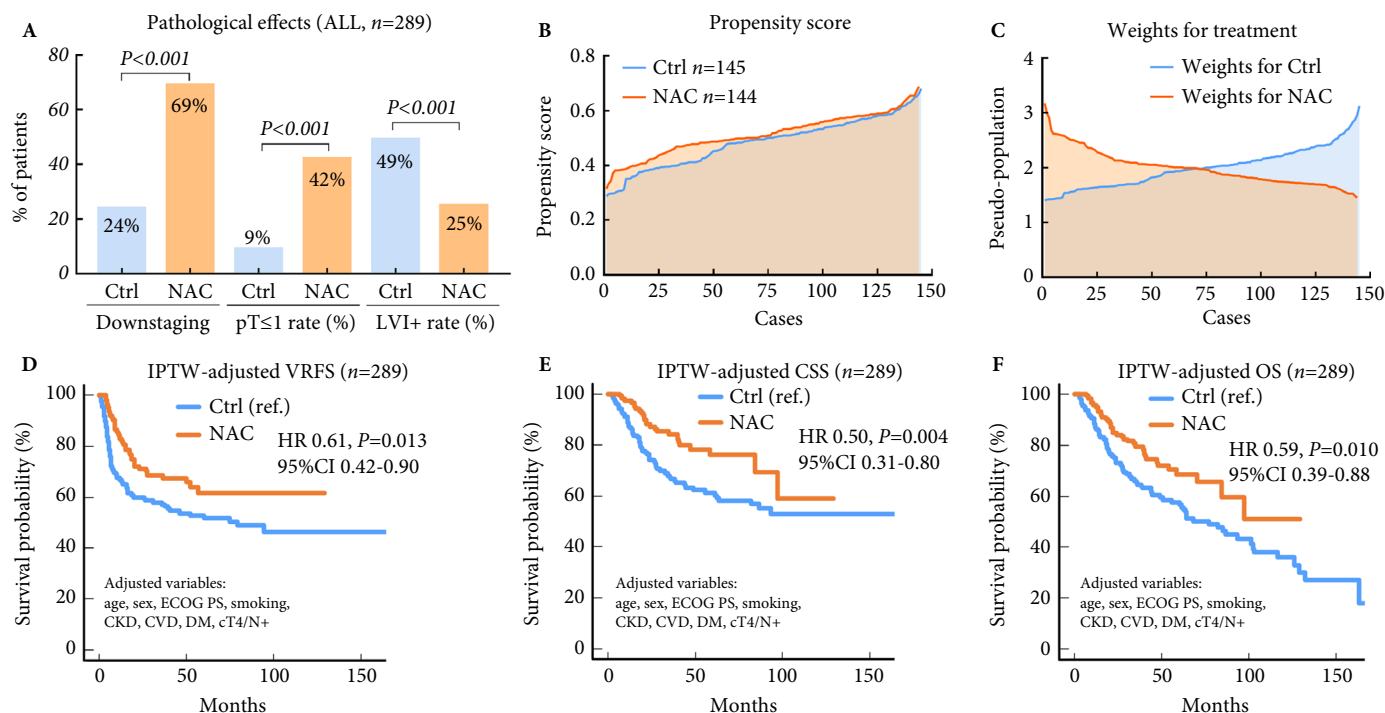 A
Pathological effects (ALL, n=289)
% of patients
80
60
40
20
0
P<0.001
P<0.001
P<0.001
24%
69%
9%
42%
49%
25%
Ctrl NAC Ctrl NAC Ctrl NAC
Downstaging pT≤1 rate (%) LVI+ rate (%)
B
Propensity score
Propensity score
0.8
0.6
0.4
0.2
0.0
Ctrl n=145
NAC n=144
0 25 50 75 100 125 150
Cases
C
Weights for treatment
Pseudo-population
4
3
2
1
0
Weights for Ctrl
Weights for NAC
0 25 50 75 100 125 150
Cases
D
IPTW-adjusted VRFS (n=289)
Survival probability (%)
100
80
60
40
20
0
Ctrl (ref.)
NAC
HR 0.61, P=0.013
95%CI 0.42-0.90
Adjusted variables:
age, sex, ECOG PS, smoking,
CKD, CVD, DM, cT4/N+
0 50 100 150
Months
E
IPTW-adjusted CSS (n=289)
Survival probability (%)
100
80
60
40
20
0
Ctrl (ref.)
NAC
HR 0.50, P=0.004
95%CI 0.31-0.80
Adjusted variables:
age, sex, ECOG PS, smoking,
CKD, CVD, DM, cT4/N+
0 50 100 150
Months
F
IPTW-adjusted OS (n=289)
Survival probability (%)
100
80
60
40
20
0
Ctrl (ref.)
NAC
HR 0.59, P=0.010
95%CI 0.39-0.88
Adjusted variables:
age, sex, ECOG PS, smoking,
CKD, CVD, DM, cT4/N+
0 50 100 150
Months